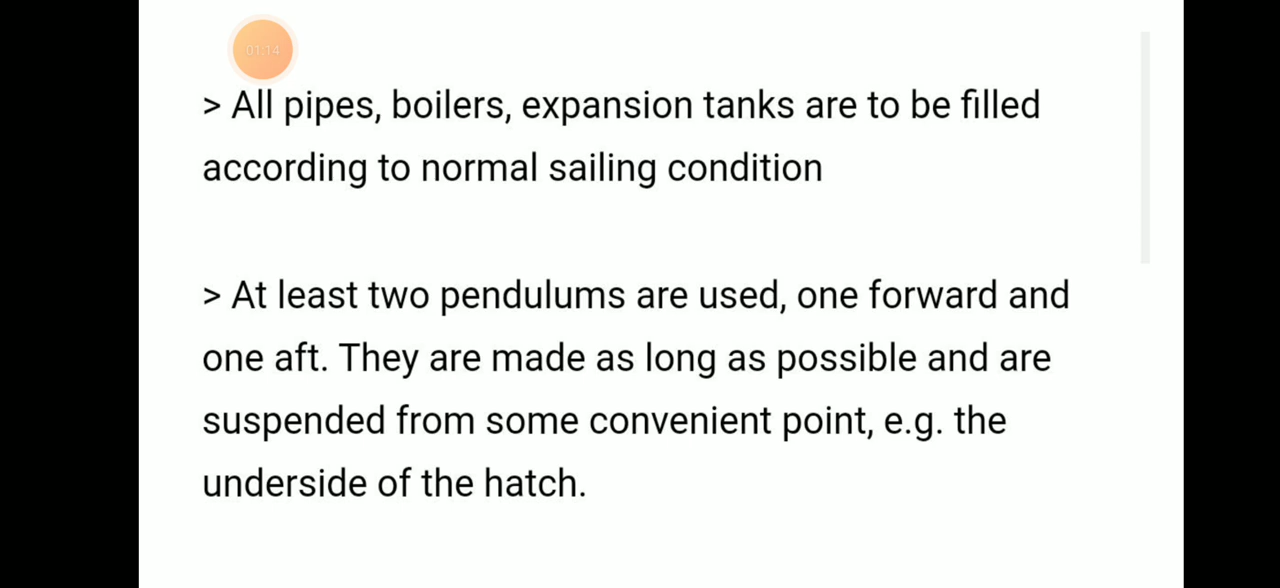 01:14
> All pipes, boilers, expansion tanks are to be filled
according to normal sailing condition
> At least two pendulums are used, one forward and
one aft. They are made as long as possible and are
suspended from some convenient point, e.g. the
underside of the hatch.